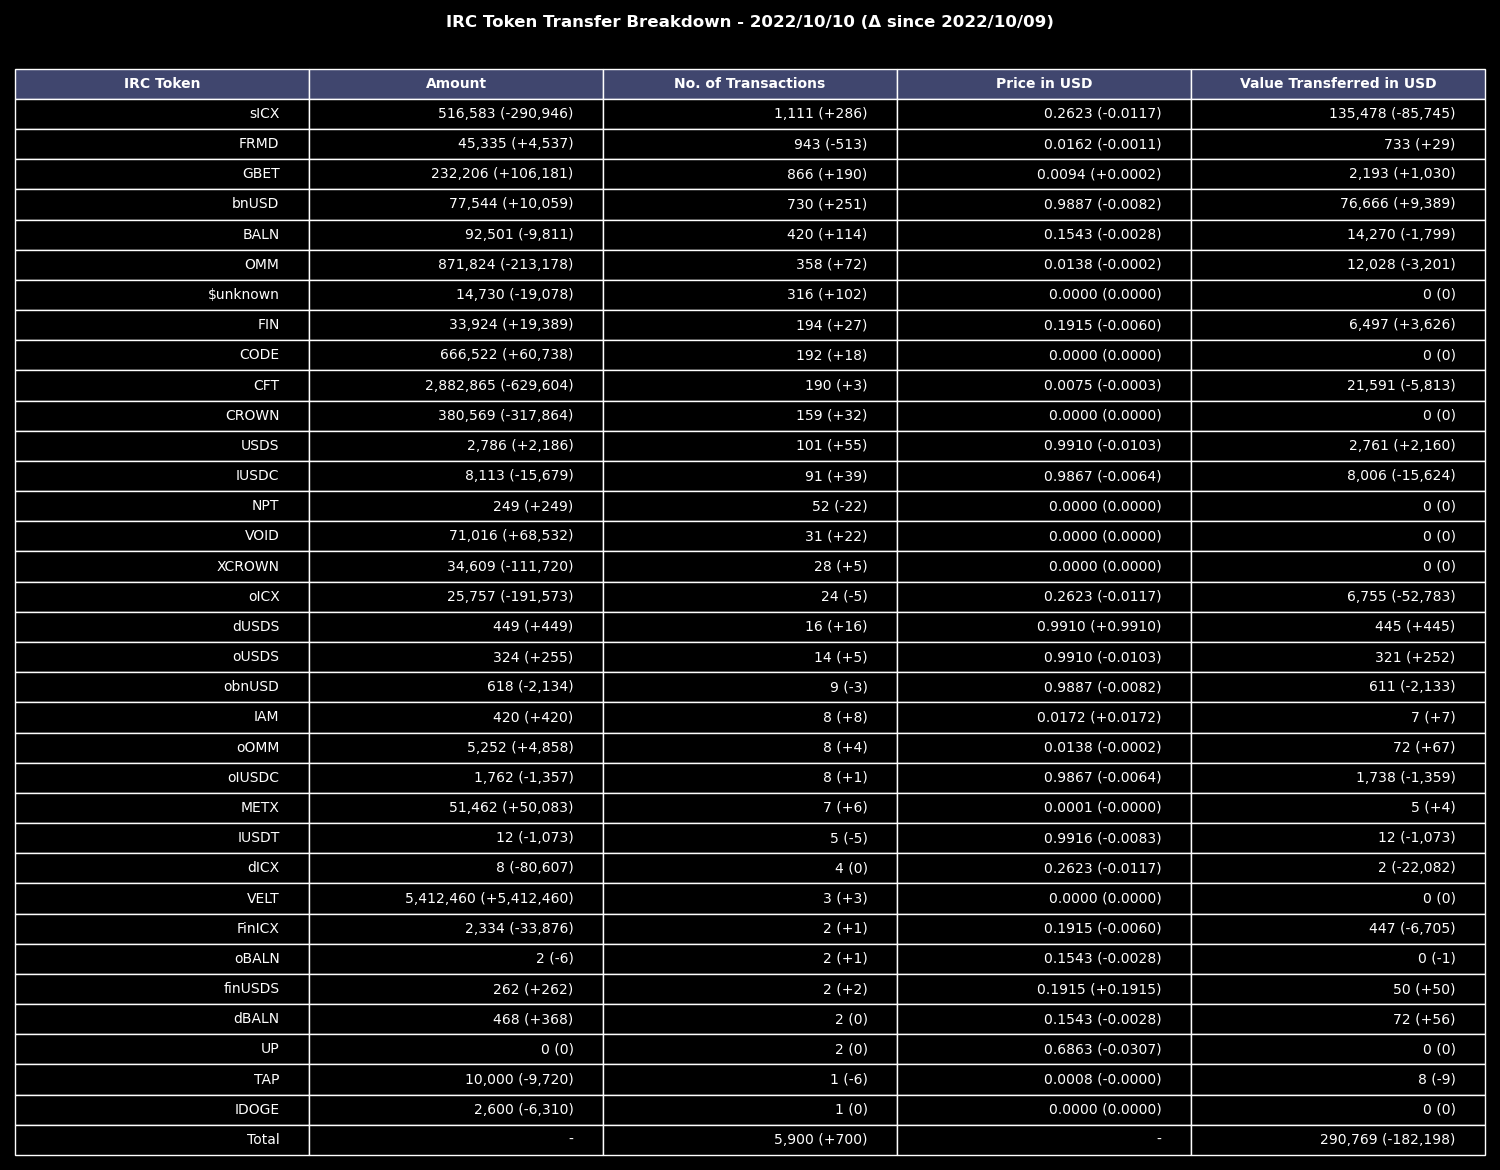 IRC Token Transfer Breakdown - 2022/10/10 (Δ since 2022/10/09)
IRC Token Amount No. of Transactions Price in USD Value Transferred in USD
sICX 516,583 (-290,946) 1,111 (+286) 0.2623 (-0.0117) 135,478 (-85,745)
FRMD 45,335 (+4,537) 943 (-513) 0.0162 (-0.0011) 733 (+29)
GBET 232,206 (+106,181) 866 (+190) 0.0094 (+0.0002) 2,193 (+1,030)
bnUSD 77,544 (+10,059) 730 (+251) 0.9887 (-0.0082) 76,666 (+9,389)
BALN 92,501 (-9,811) 420 (+114) 0.1543 (-0.0028) 14,270 (-1,799)
OMM 871,824 (-213,178) 358 (+72) 0.0138 (-0.0002) 12,028 (-3,201)
$unknown 14,730 (-19,078) 316 (+102) 0.0000 (0.0000) 0 (0)
FIN 33,924 (+19,389) 194 (+27) 0.1915 (-0.0060) 6,497 (+3,626)
CODE 666,522 (+60,738) 192 (+18) 0.0000 (0.0000) 0 (0)
CFT 2,882,865 (-629,604) 190 (+3) 0.0075 (-0.0003) 21,591 (-5,813)
CROWN 380,569 (-317,864) 159 (+32) 0.0000 (0.0000) 0 (0)
USDS 2,786 (+2,186) 101 (+55) 0.9910 (-0.0103) 2,761 (+2,160)
IUSDC 8,113 (-15,679) 91 (+39) 0.9867 (-0.0064) 8,006 (-15,624)
NPT 249 (+249) 52 (-22) 0.0000 (0.0000) 0 (0)
VOID 71,016 (+68,532) 31 (+22) 0.0000 (0.0000) 0 (0)
XCROWN 34,609 (-111,720) 28 (+5) 0.0000 (0.0000) 0 (0)
oICX 25,757 (-191,573) 24 (-5) 0.2623 (-0.0117) 6,755 (-52,783)
dUSDS 449 (+449) 16 (+16) 0.9910 (+0.9910) 445 (+445)
oUSDS 324 (+255) 14 (+5) 0.9910 (-0.0103) 321 (+252)
obnUSD 618 (-2,134) 9 (-3) 0.9887 (-0.0082) 611 (-2,133)
IAM 420 (+420) 8 (+8) 0.0172 (+0.0172) 7 (+7)
oOMM 5,252 (+4,858) 8 (+4) 0.0138 (-0.0002) 72 (+67)
oIUSDC 1,762 (-1,357) 8 (+1) 0.9867 (-0.0064) 1,738 (-1,359)
METX 51,462 (+50,083) 7 (+6) 0.0001 (-0.0000) 5 (+4)
IUSDT 12 (-1,073) 5 (-5) 0.9916 (-0.0083) 12 (-1,073)
dICX 8 (-80,607) 4 (0) 0.2623 (-0.0117) 2 (-22,082)
VELT 5,412,460 (+5,412,460) 3 (+3) 0.0000 (0.0000) 0 (0)
FinICX 2,334 (-33,876) 2 (+1) 0.1915 (-0.0060) 447 (-6,705)
oBALN 2 (-6) 2 (+1) 0.1543 (-0.0028) 0 (-1)
finUSDS 262 (+262) 2 (+2) 0.1915 (+0.1915) 50 (+50)
dBALN 468 (+368) 2 (0) 0.1543 (-0.0028) 72 (+56)
UP 0 (0) 2 (0) 0.6863 (-0.0307) 0 (0)
TAP 10,000 (-9,720) 1 (-6) 0.0008 (-0.0000) 8 (-9)
IDOGE 2,600 (-6,310) 1 (0) 0.0000 (0.0000) 0 (0)
Total - 5,900 (+700) - 290,769 (-182,198)